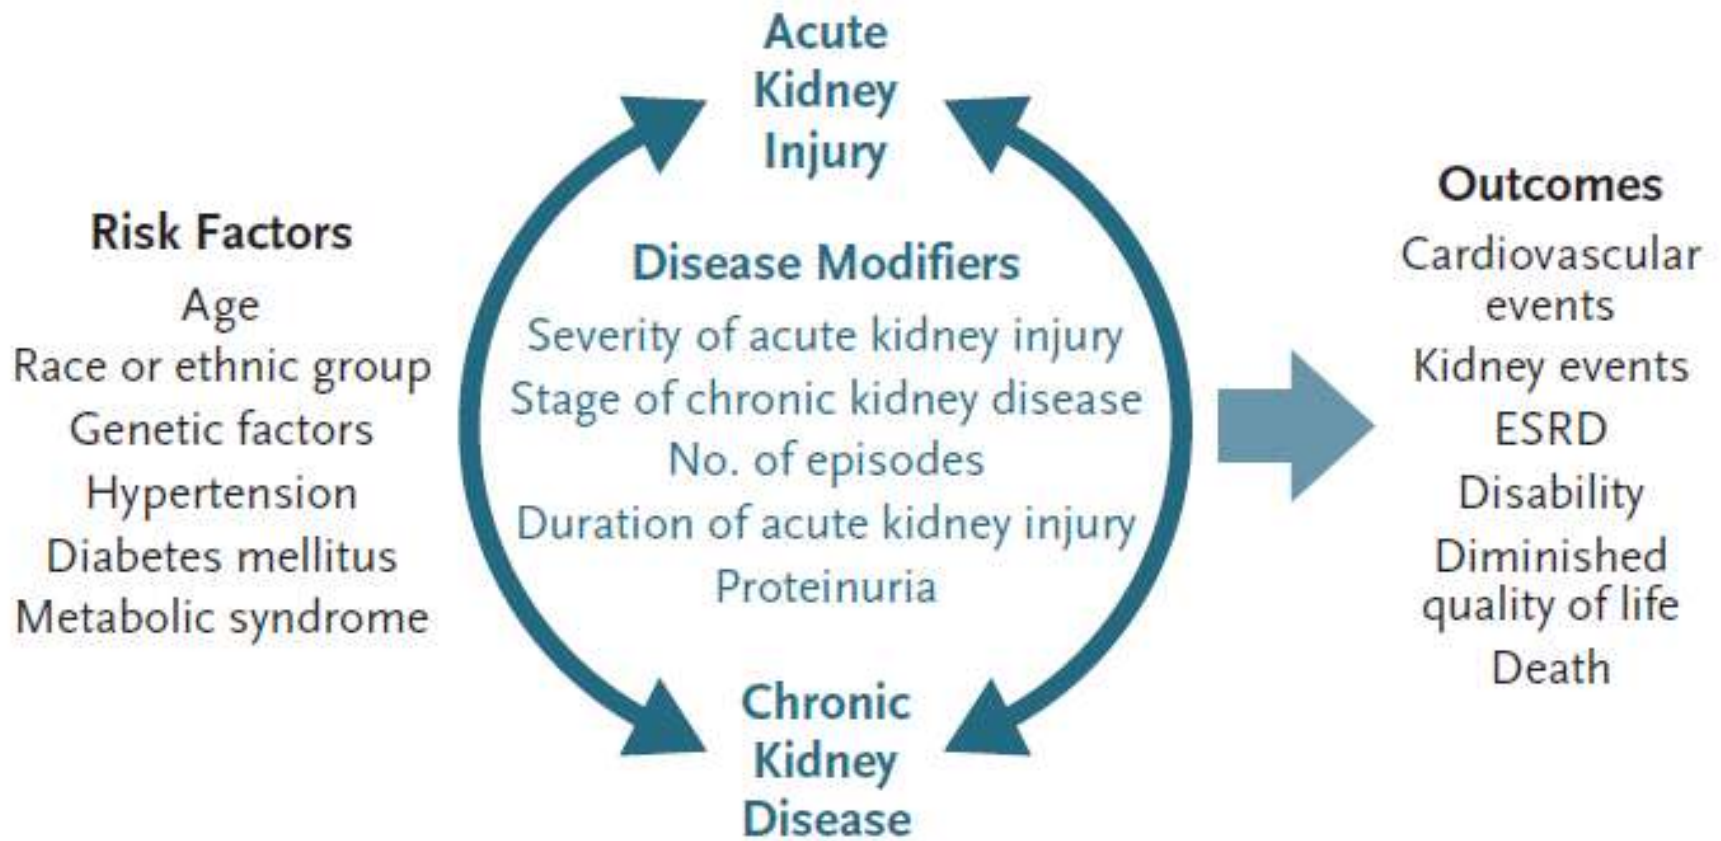 Acute
Kidney
Injury
Risk Factors
Age
Race or ethnic group
Genetic factors
Hypertension
Diabetes mellitus
Metabolic syndrome
Disease Modifiers
Severity of acute kidney injury
Stage of chronic kidney disease
No. of episodes
Duration of acute kidney injury
Proteinuria
Chronic
Kidney
Disease
Outcomes
Cardiovascular
events
Kidney events
ESRD
Disability
Diminished
quality of life
Death